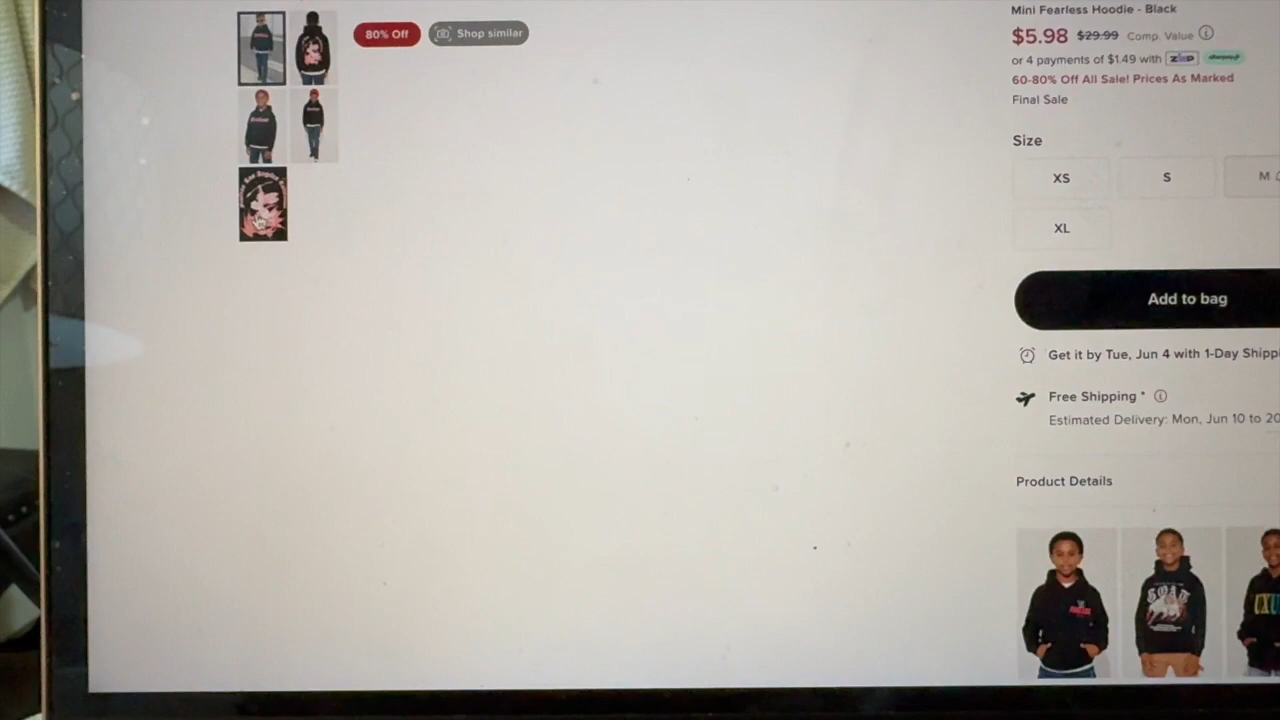 80% Off
Shop similar
Mini Fearless Hoodie - Black
$5.98 $29.99 Comp. Value
or 4 payments of $1.49 with Zip afterpay
60-80% Off All Sale! Prices As Marked
Final Sale
Size
XS
S
M
XL
Add to bag
Get it by Tue, Jun 4 with 1-Day Shipp
Free Shipping *
Estimated Delivery: Mon, Jun 10 to 20
Product Details
GOAT